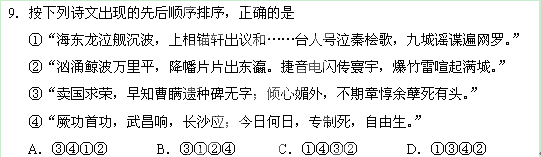 9. 按下列诗文出现的先后顺序排序，正确的是
①“海东龙泣舰沉波，上相锱轩出议和……台人号泣秦桧歌，九城谣谍遍网罗。”
②“汹涌鲸波万里平，降幡片片出东瀛。捷音电闪传寰宇，爆竹雷喧起满城。”
③“卖国求荣，早知曹瞒遗种碑无字；倾心媚外，不期章惇余孽死有头。”
④“厥功首功，武昌响，长沙应；今日何日，专制死，自由生。”
A. ③④①② B. ③①②④ C. ①④③② D. ①③④②